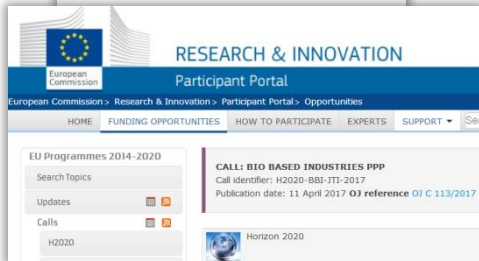 European
Commission
RESEARCH & INNOVATION
Participant Portal
European Commission > Research & Innovation > Participant Portal > Opportunities
HOME FUNDING OPPORTUNITIES HOW TO PARTICIPATE EXPERTS SUPPORT
EU Programmes 2014-2020
Search Topics
Updates
Calls
H2020
CALL: BIO BASED INDUSTRIES PPP
Call identifier: H2020-BBI-JTI-2017
Publication date: 11 April 2017 OJ reference OJ C 113/2017
Horizon 2020